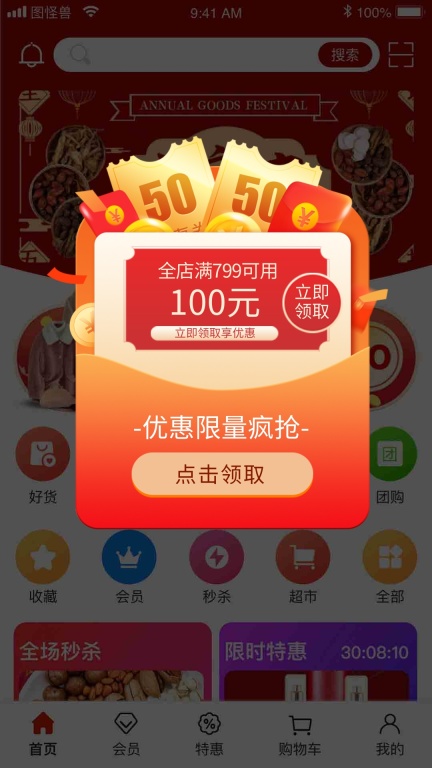 图怪兽
9:41 AM
100%
搜索
ANNUAL GOODS FESTIVAL
50
50
全店满799可用
100元
立即领取享优惠
立即
领取
-优惠限量疯抢-
点击领取
好货
团
团购
收藏
会员
秒杀
超市
全部
全场秒杀
限时特惠
30:08:10
首页
会员
特惠
购物车
我的